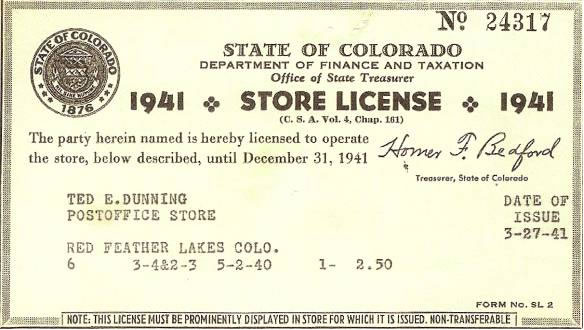 No 24317
STATE OF COLORADO
1876
STATE OF COLORADO
DEPARTMENT OF FINANCE AND TAXATION
Office of State Treasurer
1941 STORE LICENSE 1941
(C. S. A. Vol. 4, Chap. 161)
The party herein named is hereby licensed to operate
the store, below described, until December 31, 1941
Homer F. Bedford
Treasurer, State of Colorado
TED E.DUNNING
POSTOFFICE STORE
RED FEATHER LAKES COLO.
6 3-4&2-3 5-2-40 1- 2.50
DATE OF
ISSUE
3-27-41
FORM No. SL 2
NOTE: THIS LICENSE MUST BE PROMINENTLY DISPLAYED IN STORE FOR WHICH IT IS ISSUED. NON-TRANSFERABLE